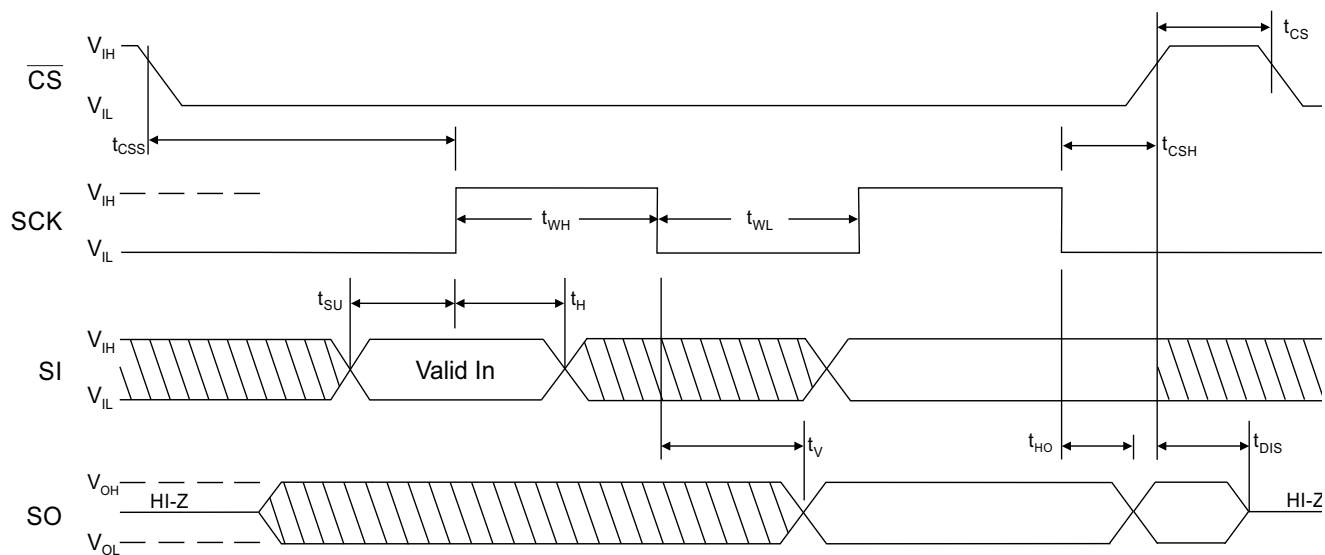 V_IH
t_CS
C̅S̅
V_IL
t_CSS
t_CSH
V_IH
SCK
t_WH
t_WL
V_IL
t_SU
t_H
V_IH
SI
Valid In
V_IL
t_V
t_HO
t_DIS
V_OH
HI-Z
HI-Z
SO
V_OL